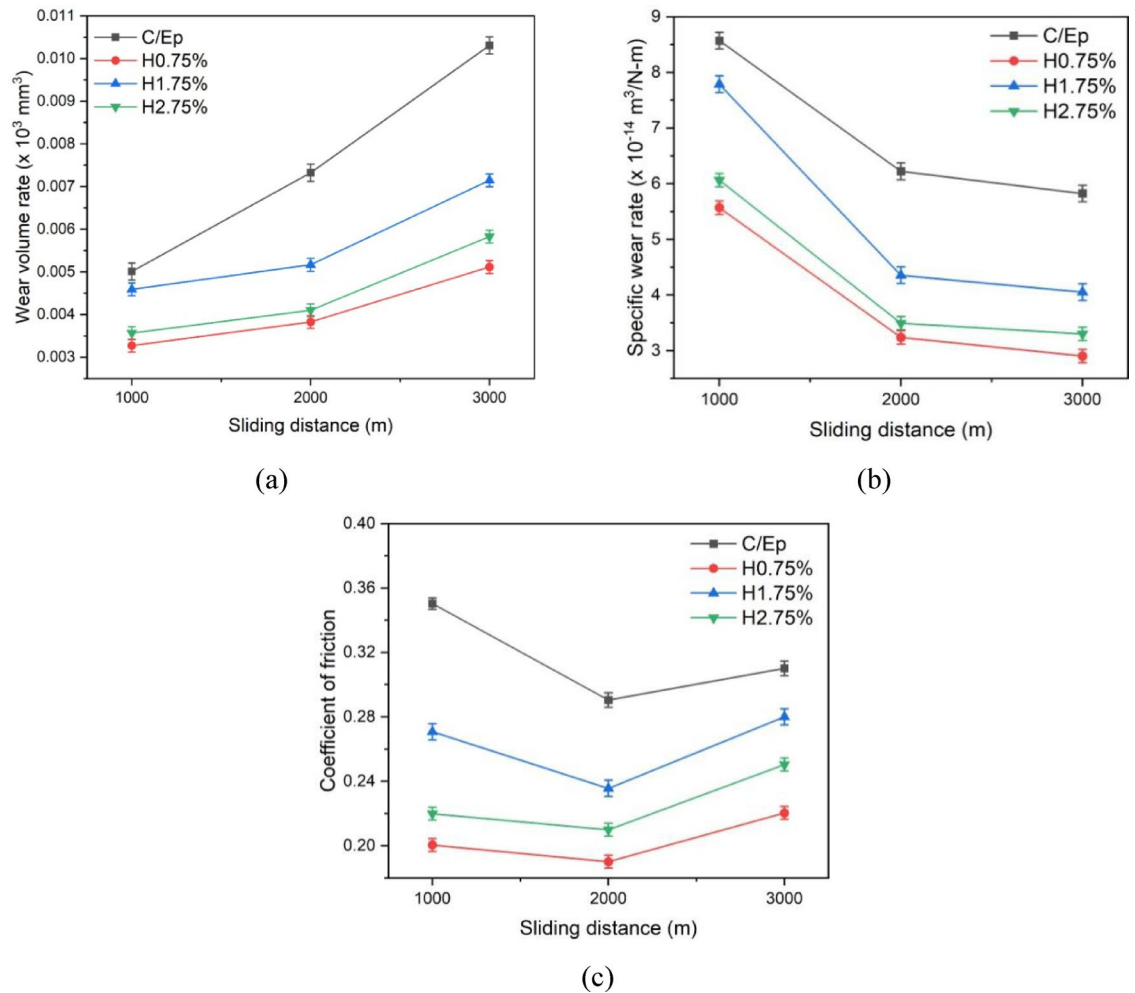 0.011
0.010
0.009
0.008
0.007
0.006
0.005
0.004
0.003
Wear volume rate (x 10³ mm³)
C/Ep
H0.75%
H1.75%
H2.75%
1000 2000 3000
Sliding distance (m)
(a)
9
8
7
6
5
4
3
Specific wear rate (x 10⁻¹⁴ m³/N-m)
C/Ep
H0.75%
H1.75%
H2.75%
1000 2000 3000
Sliding distance (m)
(b)
0.40
0.36
0.32
0.28
0.24
0.20
Coefficient of friction
C/Ep
H0.75%
H1.75%
H2.75%
1000 2000 3000
Sliding distance (m)
(c)